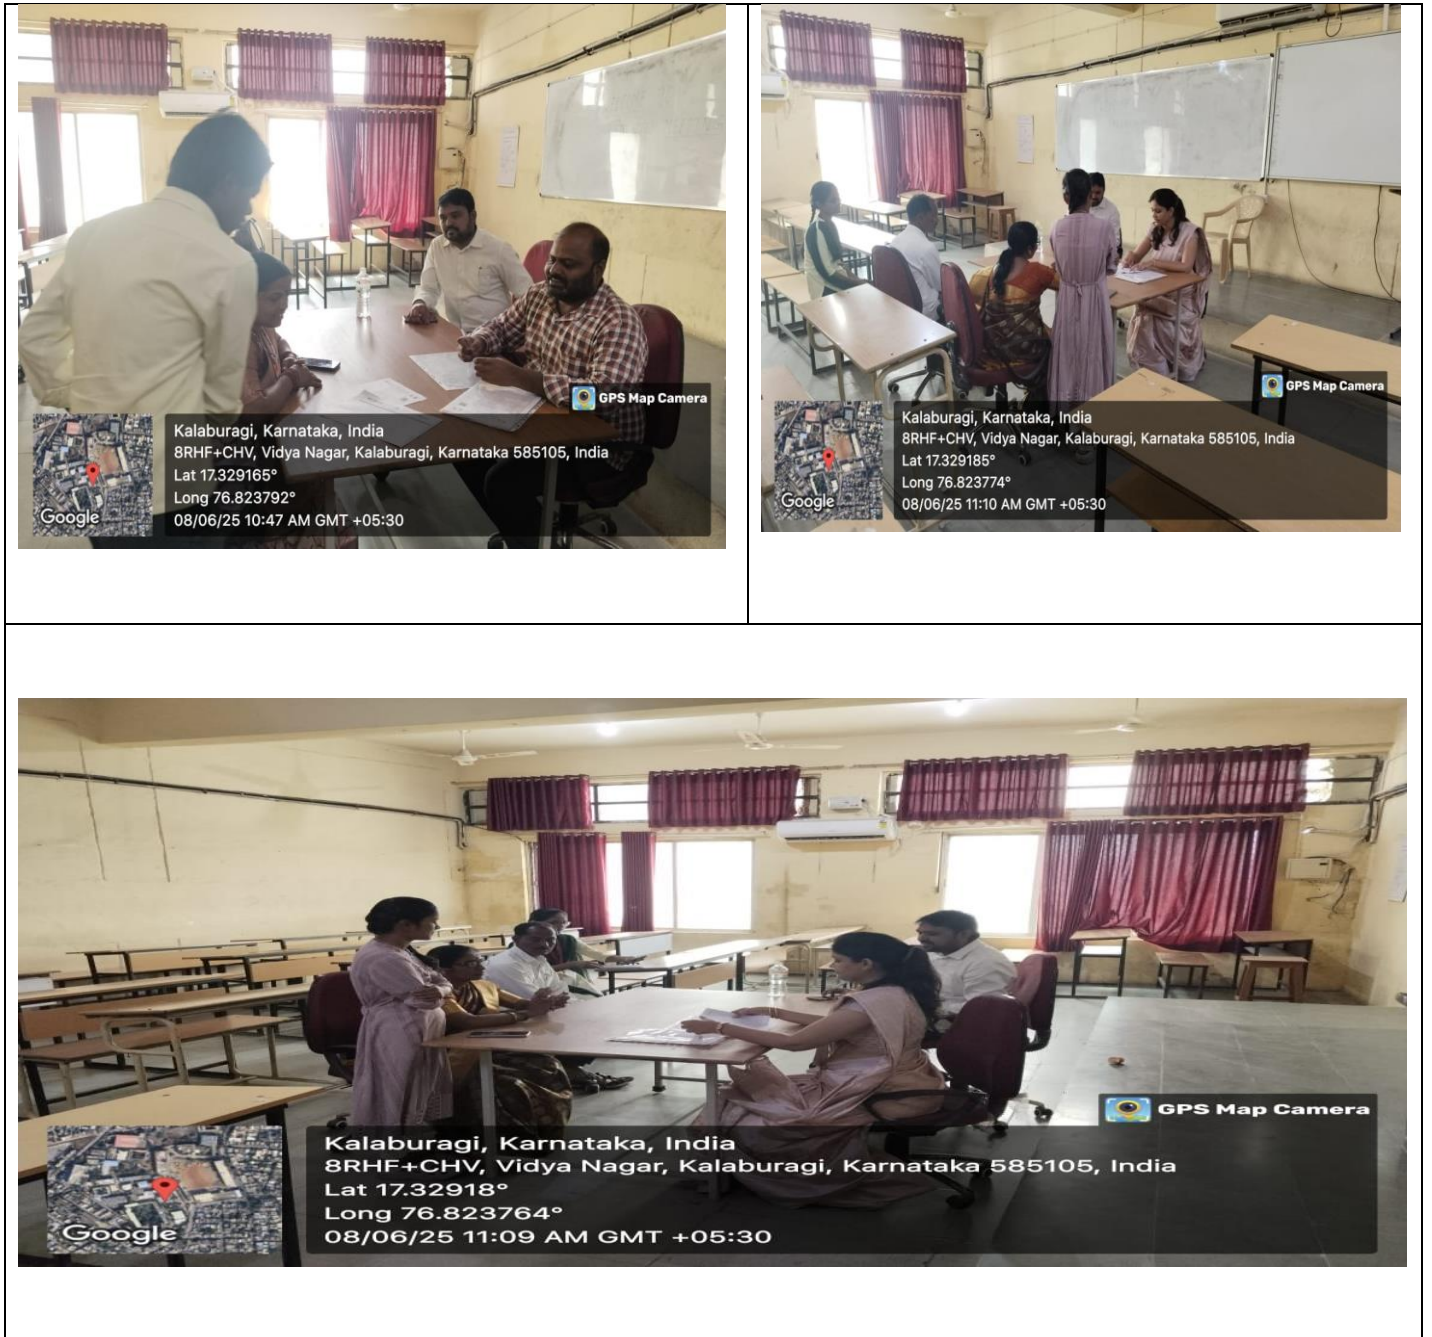 GPS Map Camera
Kalaburagi, Karnataka, India
8RHF+CHV, Vidya Nagar, Kalaburagi, Karnataka 585105, India
Lat 17.329165°
Long 76.823792°
08/06/25 10:47 AM GMT +05:30
Google
GPS Map Camera
Kalaburagi, Karnataka, India
8RHF+CHV, Vidya Nagar, Kalaburagi, Karnataka 585105, India
Lat 17.329185°
Long 76.823774°
08/06/25 11:10 AM GMT +05:30
Google
GPS Map Camera
Kalaburagi, Karnataka, India
8RHF+CHV, Vidya Nagar, Kalaburagi, Karnataka 585105, India
Lat 17.32918°
Long 76.823764°
08/06/25 11:09 AM GMT +05:30
Google